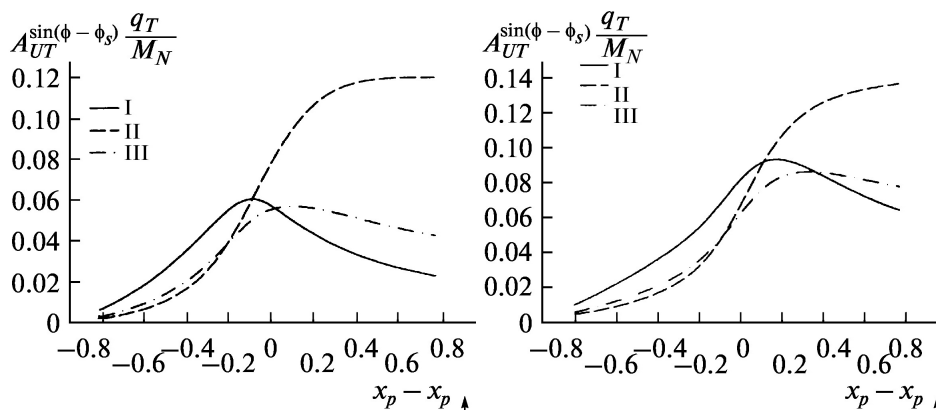 A_{UT}^{sin(ϕ – ϕ_S)} q_T/M_N
0.12
0.10
0.08
0.06
0.04
0.02
0
I
II
III
–0.8 –0.4 0 0.4 0.8
–0.6 –0.2 0.2 0.6
x_p – x_p↑
A_{UT}^{sin(ϕ – ϕ_S)} q_T/M_N
0.14
0.12
0.10
0.08
0.06
0.04
0.02
0
I
II
III
–0.8 –0.4 0 0.4 0.8
–0.6 –0.2 0.2 0.6
x_p – x_p